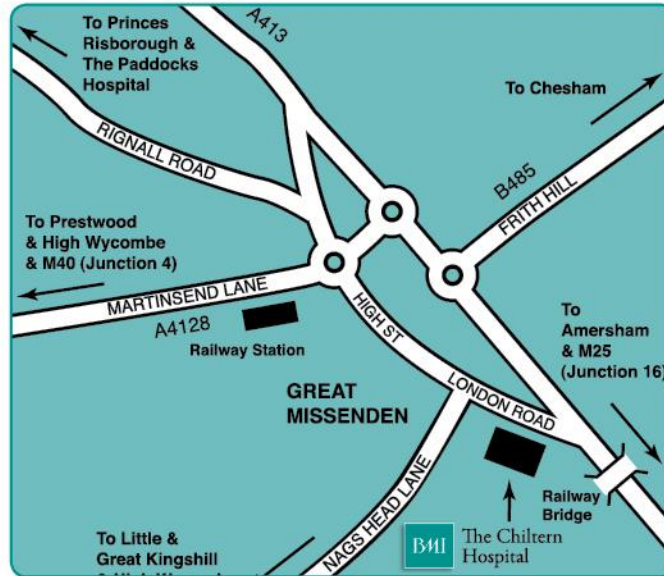 To Princes
Risborough &
The Paddocks
Hospital
A413
To Chesham
RIGNALL ROAD
B485
FRITH HILL
To Prestwood
& High Wycombe
& M40 (Junction 4)
MARTINSEND LANE
A4128
Railway Station
HIGH ST
To
Amersham
& M25
(Junction 16)
GREAT
MISSENDEN
LONDON ROAD
NAGS HEAD LANE
Railway
Bridge
BMI
The Chiltern
Hospital
To Little &
Great Kingshill